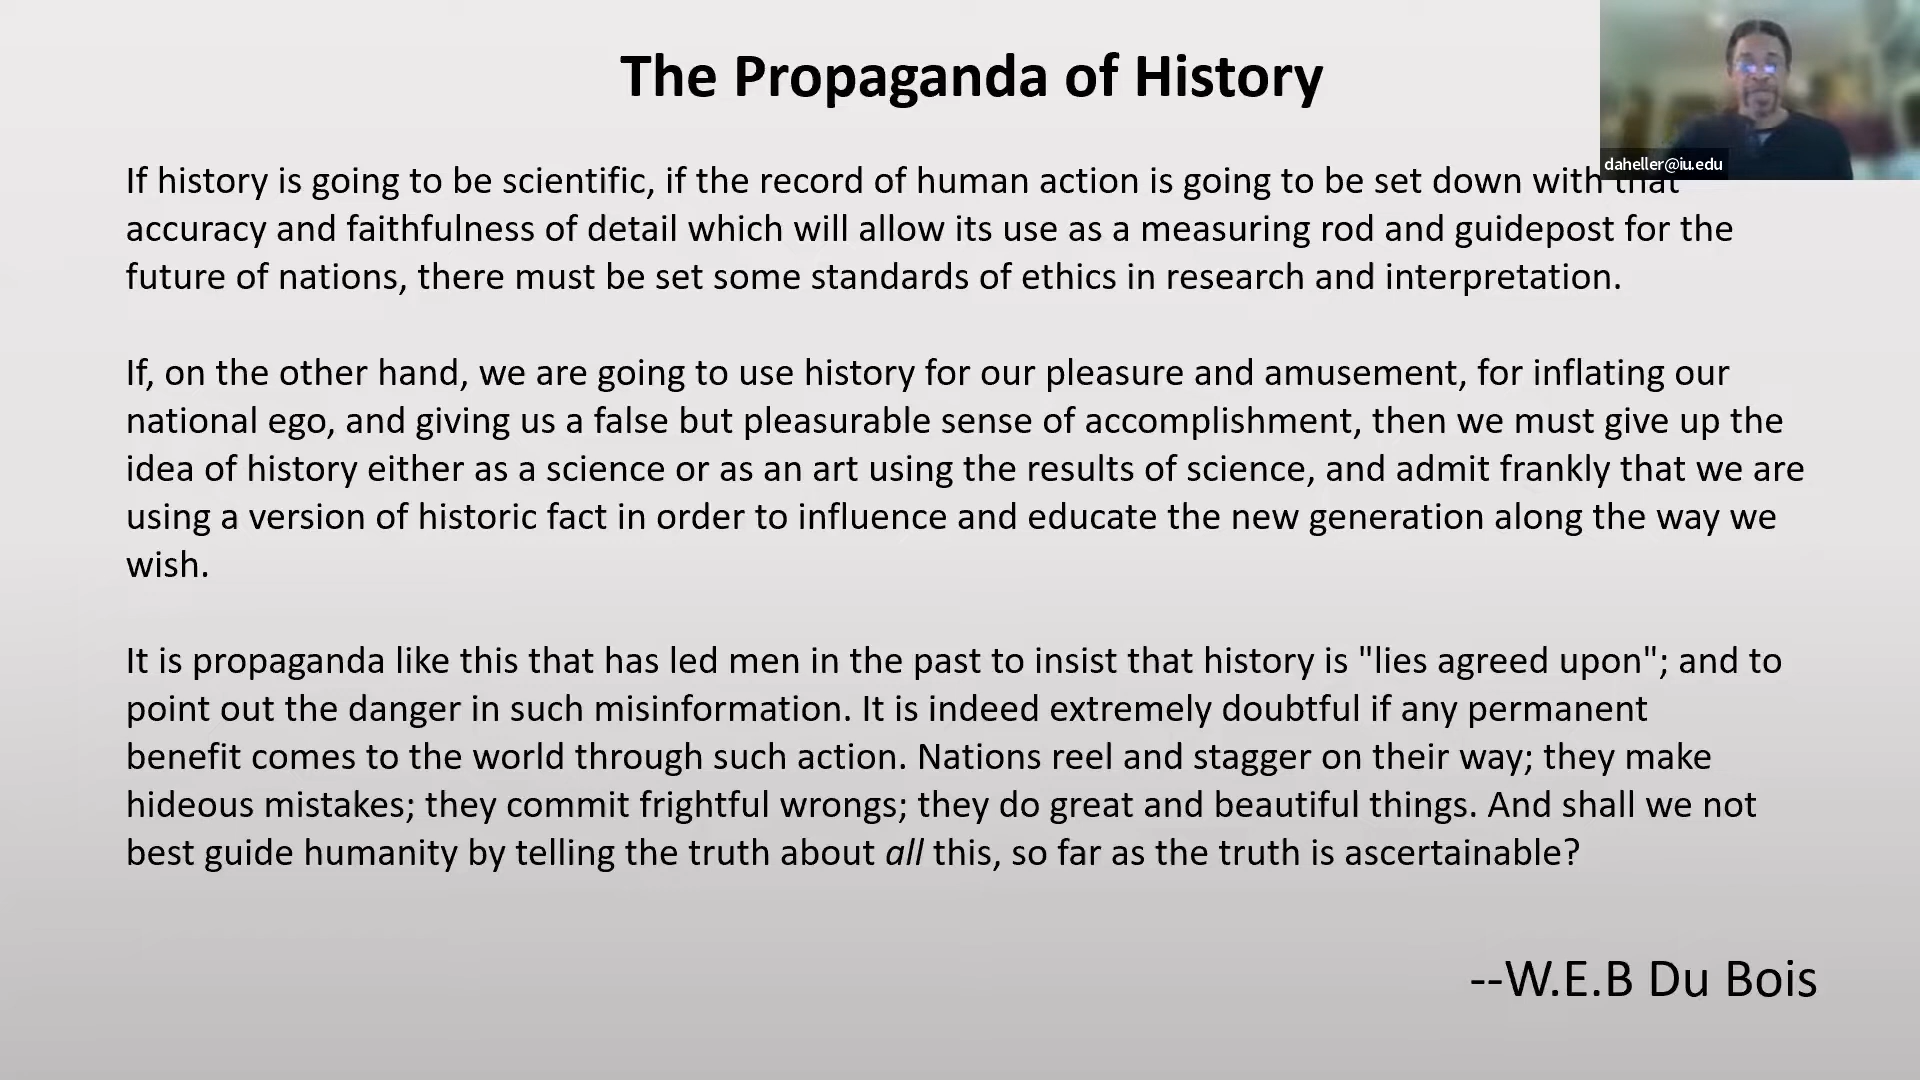 The Propaganda of History
daheller@iu.edu
If history is going to be scientific, if the record of human action is going to be set down with that
accuracy and faithfulness of detail which will allow its use as a measuring rod and guidepost for the
future of nations, there must be set some standards of ethics in research and interpretation.
If, on the other hand, we are going to use history for our pleasure and amusement, for inflating our
national ego, and giving us a false but pleasurable sense of accomplishment, then we must give up the
idea of history either as a science or as an art using the results of science, and admit frankly that we are
using a version of historic fact in order to influence and educate the new generation along the way we
wish.
It is propaganda like this that has led men in the past to insist that history is "lies agreed upon"; and to
point out the danger in such misinformation. It is indeed extremely doubtful if any permanent
benefit comes to the world through such action. Nations reel and stagger on their way; they make
hideous mistakes; they commit frightful wrongs; they do great and beautiful things. And shall we not
best guide humanity by telling the truth about all this, so far as the truth is ascertainable?
--W.E.B Du Bois